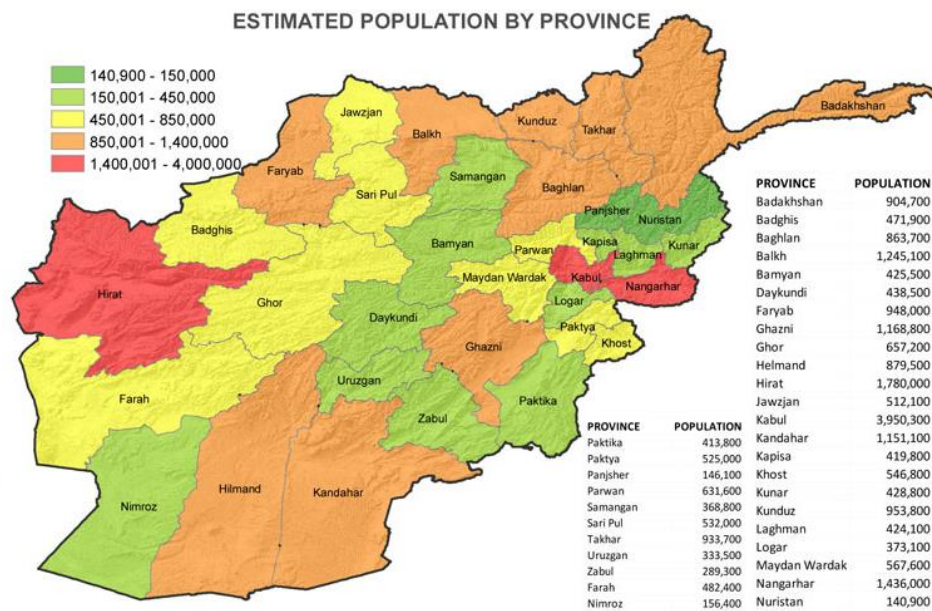 ESTIMATED POPULATION BY PROVINCE
140,900 - 150,000
150,001 - 450,000
450,001 - 850,000
850,001 - 1,400,000
1,400,001 - 4,000,000
Jawzjan
Balkh
Kunduz
Takhar
Badakhshan
Faryab
Sari Pul
Samangan
Baghlan
Panjsher
Nuristan
Badghis
Bamyan
Parwan
Kapisa
Laghman
Kunar
Hirat
Ghor
Maydan Wardak
Kabul
Nangarhar
Daykundi
Logar
Paktya
Khost
Ghazni
Uruzgan
Farah
Zabul
Paktika
Nimroz
Hilmand
Kandahar
PROVINCE POPULATION
Paktika 413,800
Paktya 525,000
Panjsher 146,100
Parwan 631,600
Samangan 368,800
Sari Pul 532,000
Takhar 933,700
Uruzgan 333,500
Zabul 289,300
Farah 482,400
Nimroz 156,400
PROVINCE POPULATION
Badakhshan 904,700
Badghis 471,900
Baghlan 863,700
Balkh 1,245,100
Bamyan 425,500
Daykundi 438,500
Faryab 948,000
Ghazni 1,168,800
Ghor 657,200
Helmand 879,500
Hirat 1,780,000
Jawzjan 512,100
Kabul 3,950,300
Kandahar 1,151,100
Kapisa 419,800
Khost 546,800
Kunar 428,800
Kunduz 953,800
Laghman 424,100
Logar 373,100
Maydan Wardak 567,600
Nangarhar 1,436,000
Nuristan 140,900